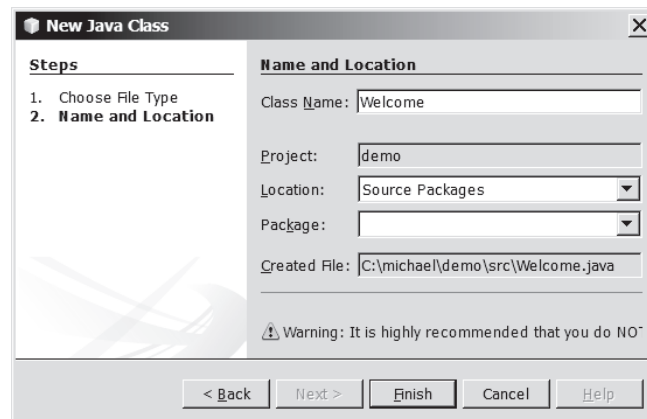 New Java Class
Steps
1. Choose File Type
2. Name and Location
Name and Location
Class Name: Welcome
Project: demo
Location: Source Packages
Package:
Created File: C:\michael\demo\src\Welcome.java
Warning: It is highly recommended that you do NOT
< Back Next > Finish Cancel Help